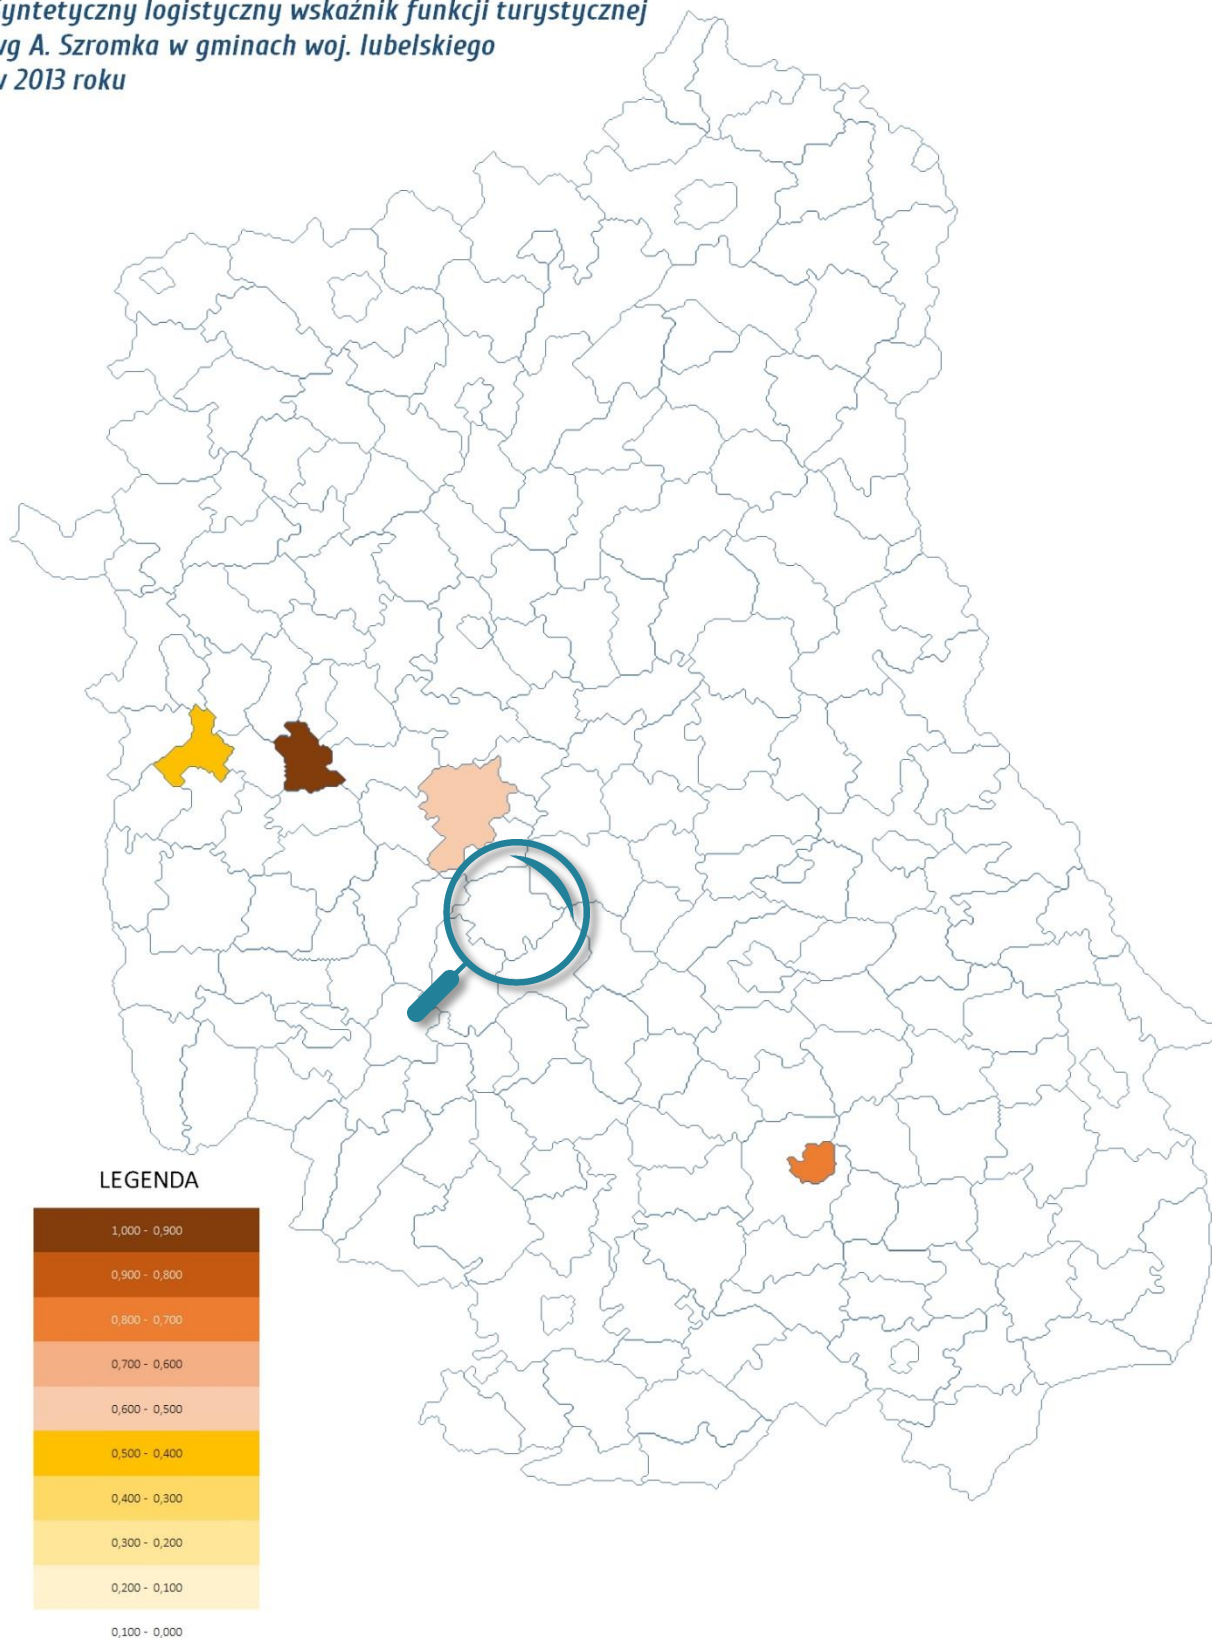 yntetyczny logistyczny wskaźnik funkcji turystycznej
vg A. Szromka w gminach woj. lubelskiego
v 2013 roku
LEGENDA
1,000 - 0,900
0,900 - 0,800
0,800 - 0,700
0,700 - 0,600
0,600 - 0,500
0,500 - 0,400
0,400 - 0,300
0,300 - 0,200
0,200 - 0,100
0,100 - 0,000